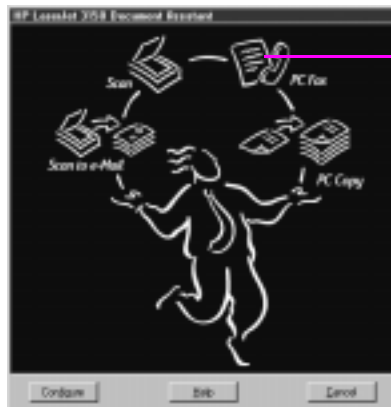 HP LaserJet 3150 Document Assistant
Scan
PC Fax
Scan to e-Mail
PC Copy
Configure
Help
Cancel